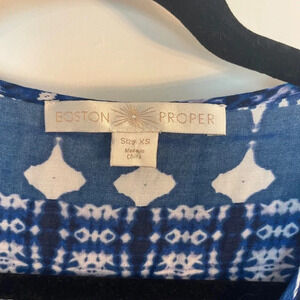 BOSTON PROPER
Size XS
Made in
China